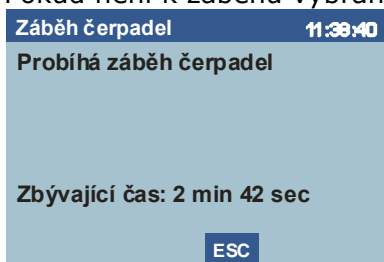 Záběh čerpadel 11:38:40
Probíhá záběh čerpadel
Zbývající čas: 2 min 42 sec
ESC